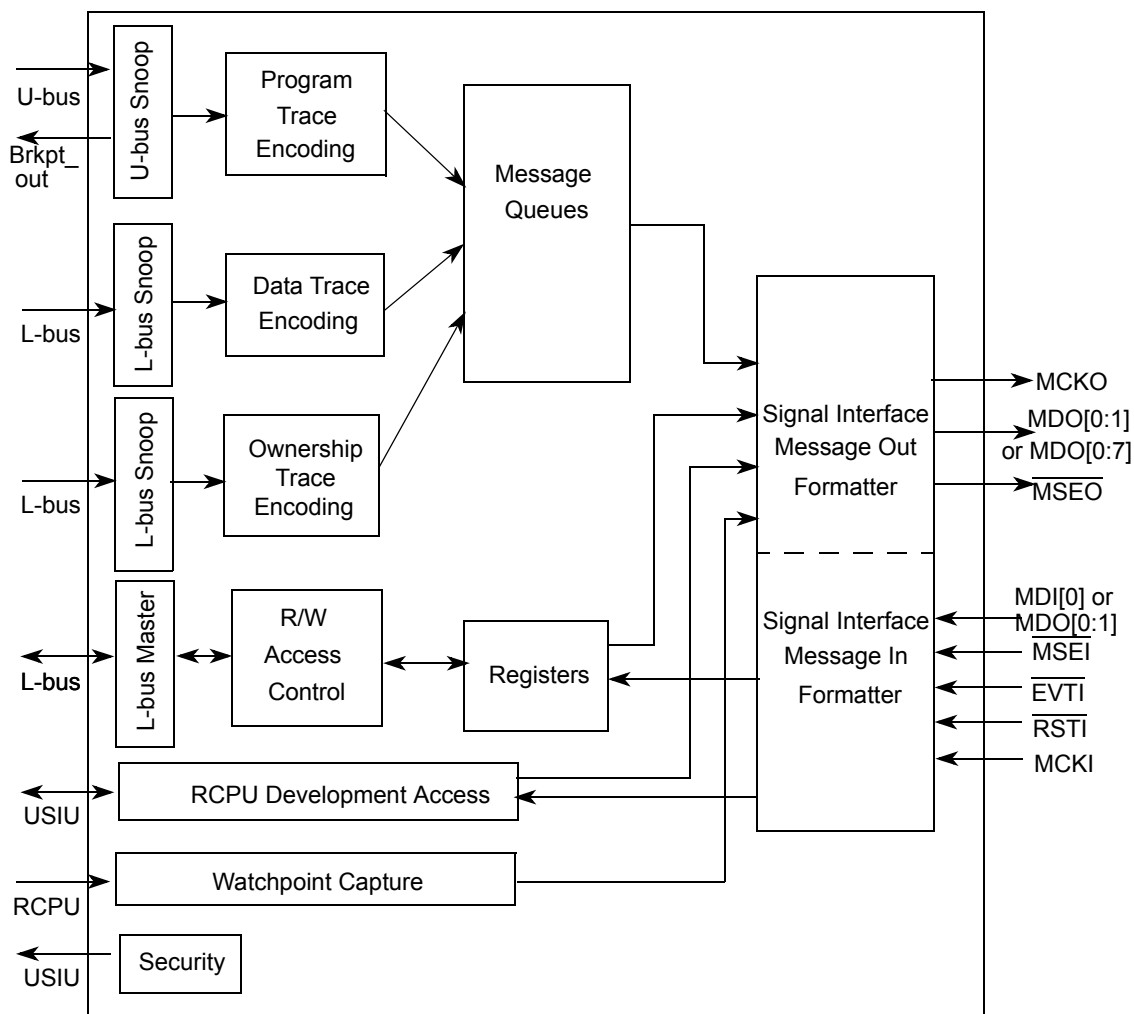 U-bus
Brkpt_
out
U-bus Snoop
Program
Trace
Encoding
Message
Queues
L-bus
L-bus Snoop
Data Trace
Encoding
L-bus
L-bus Snoop
Ownership
Trace
Encoding
Signal Interface
Message Out
Formatter
MCKO
MDO[0:1]
or MDO[0:7]
MSEO
L-bus
L-bus Master
R/W
Access
Control
Registers
Signal Interface
Message In
Formatter
MDI[0] or
MDO[0:1]
MSEI
EVTI
RSTI
MCKI
USIU
RCPU Development Access
RCPU
Watchpoint Capture
USIU
Security